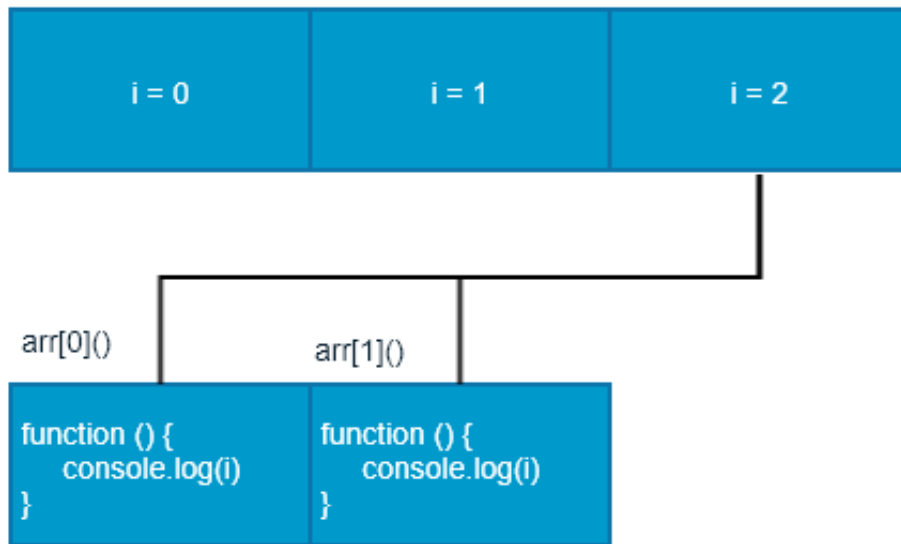 i = 0
i = 1
i = 2
arr[0]()
arr[1]()
function () {
console.log(i)
}
function () {
console.log(i)
}